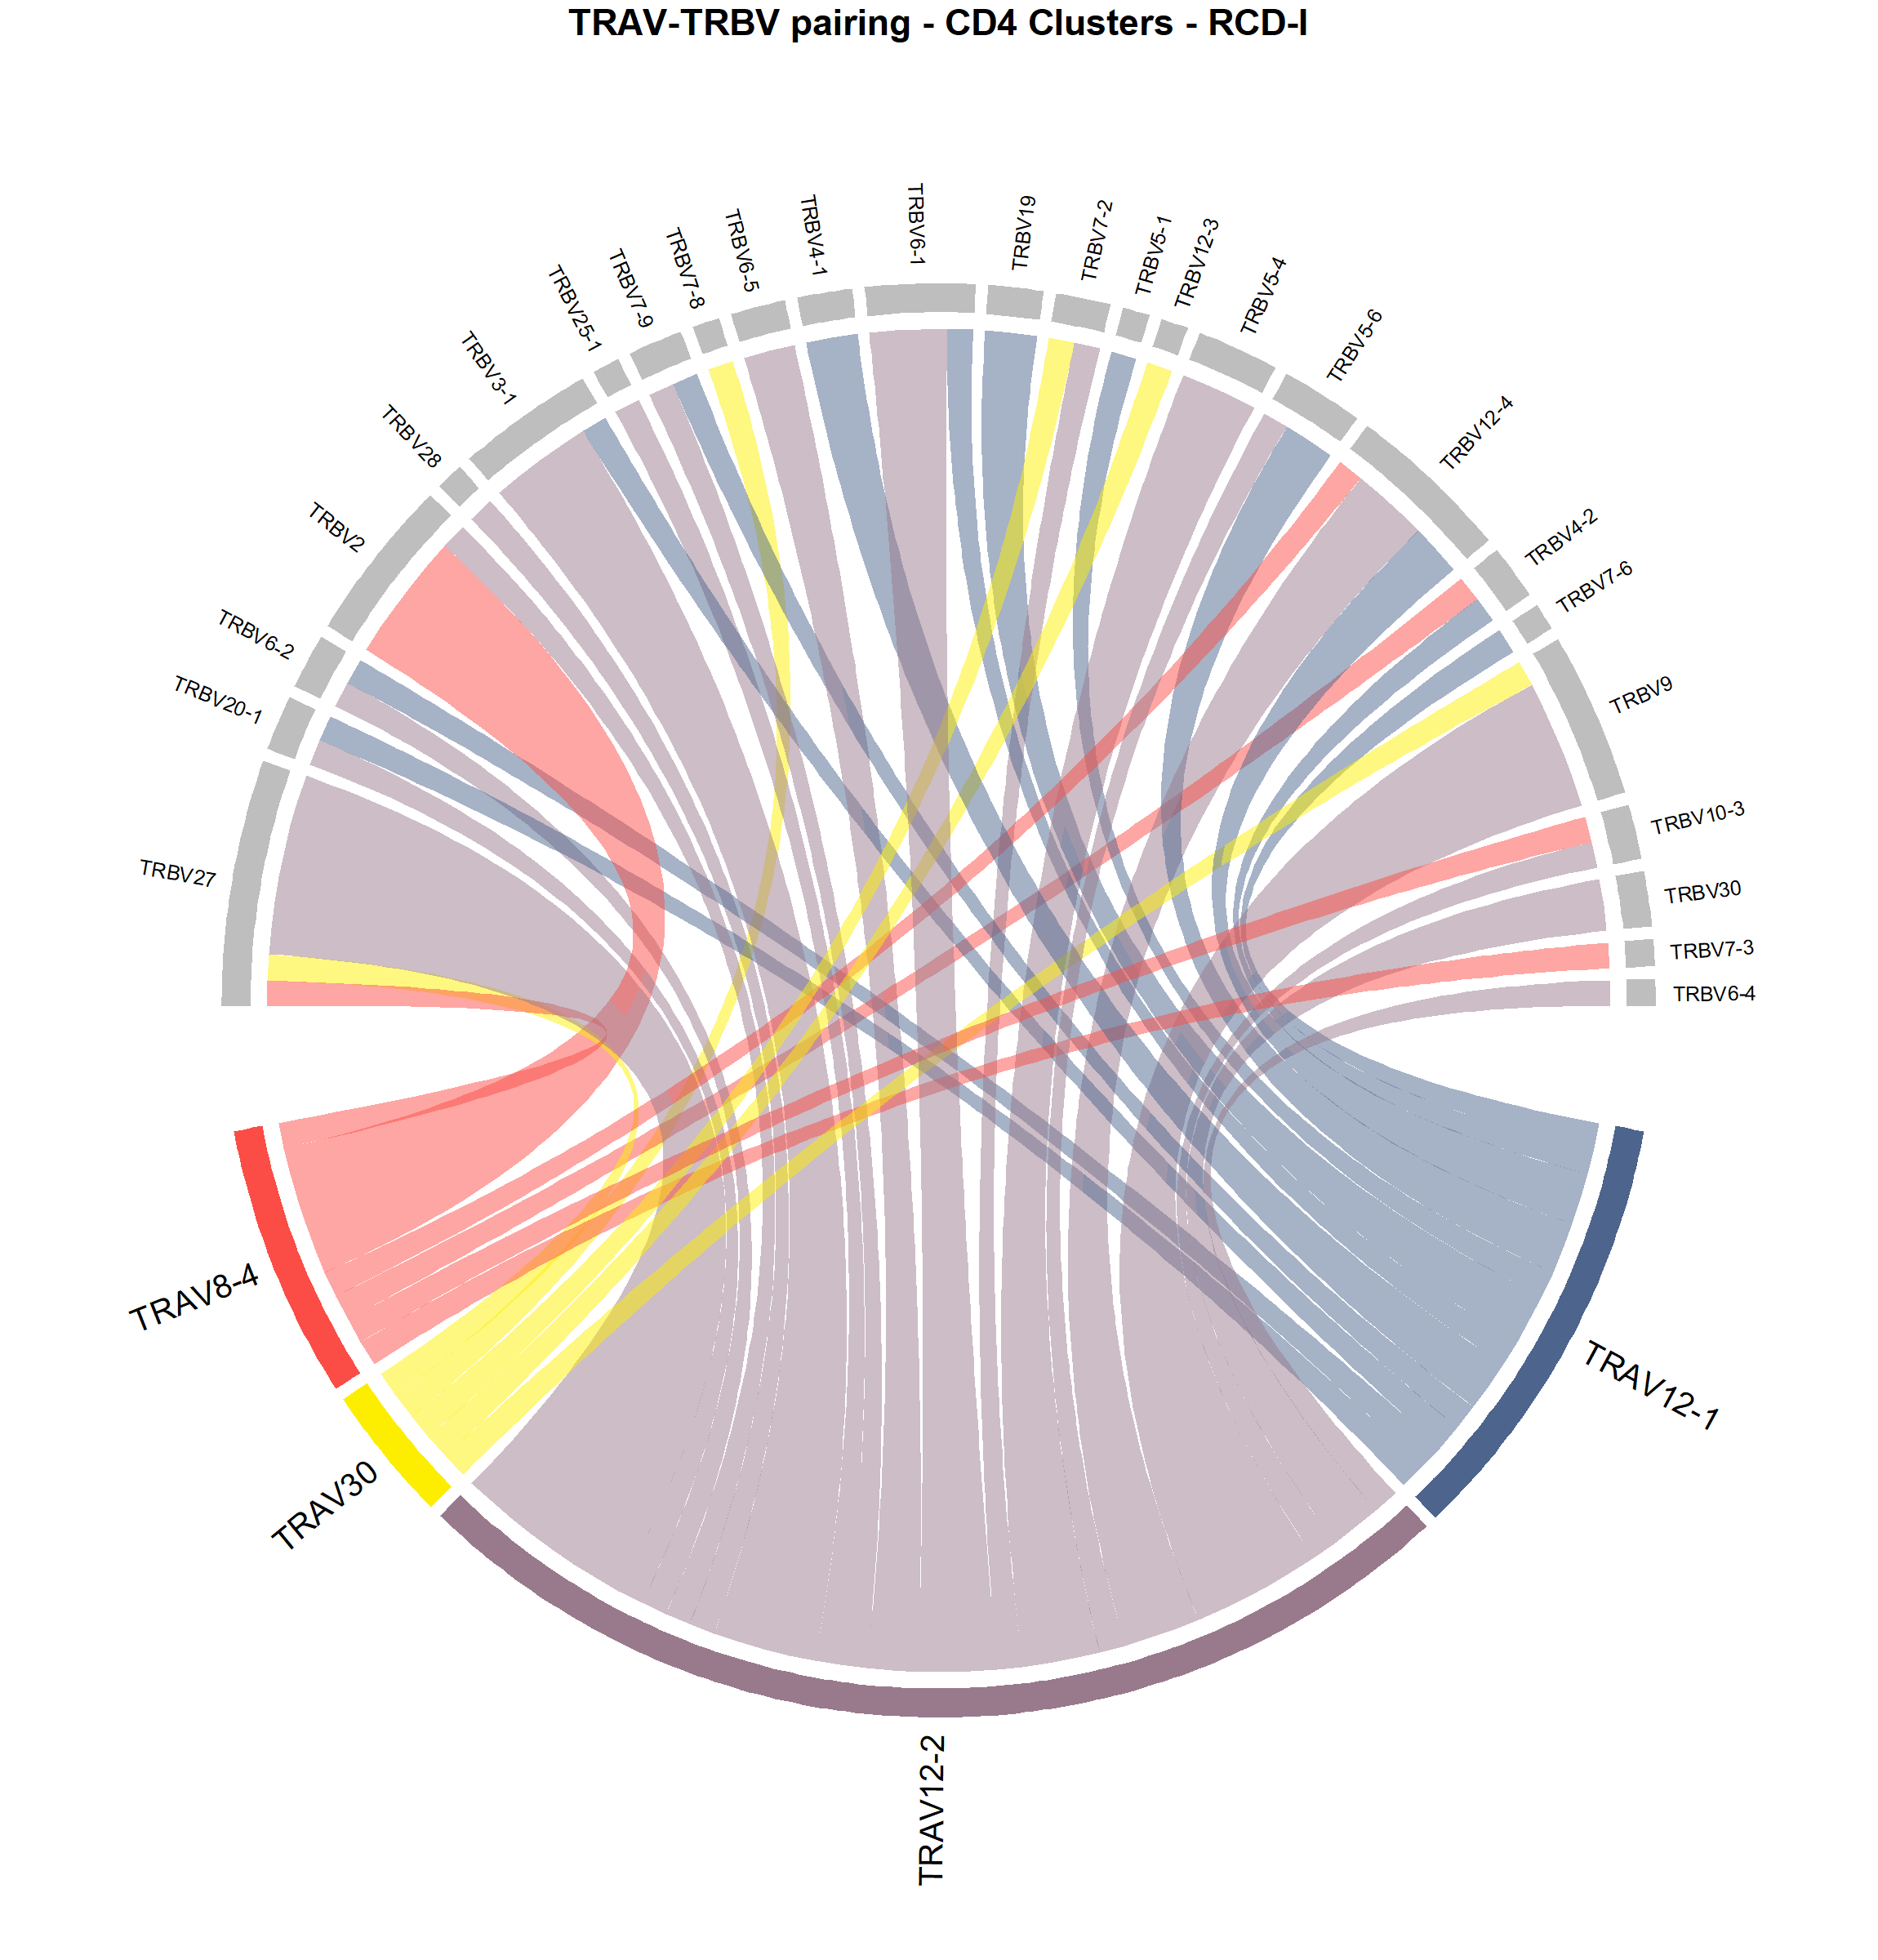 TRAV-TRBV pairing - CD4 Clusters - RCD-I
TRBV27
TRBV20-1
TRBV6-2
TRBV2
TRBV28
TRBV3-1
TRBV25-1
TRBV7-9
TRBV7-8
TRBV6-5
TRBV4-1
TRBV6-1
TRBV19
TRBV7-2
TRBV5-1
TRBV12-3
TRBV5-4
TRBV5-6
TRBV12-4
TRBV4-2
TRBV7-6
TRBV9
TRBV10-3
TRBV30
TRBV7-3
TRBV6-4
TRAV12-1
TRAV12-2
TRAV30
TRAV8-4